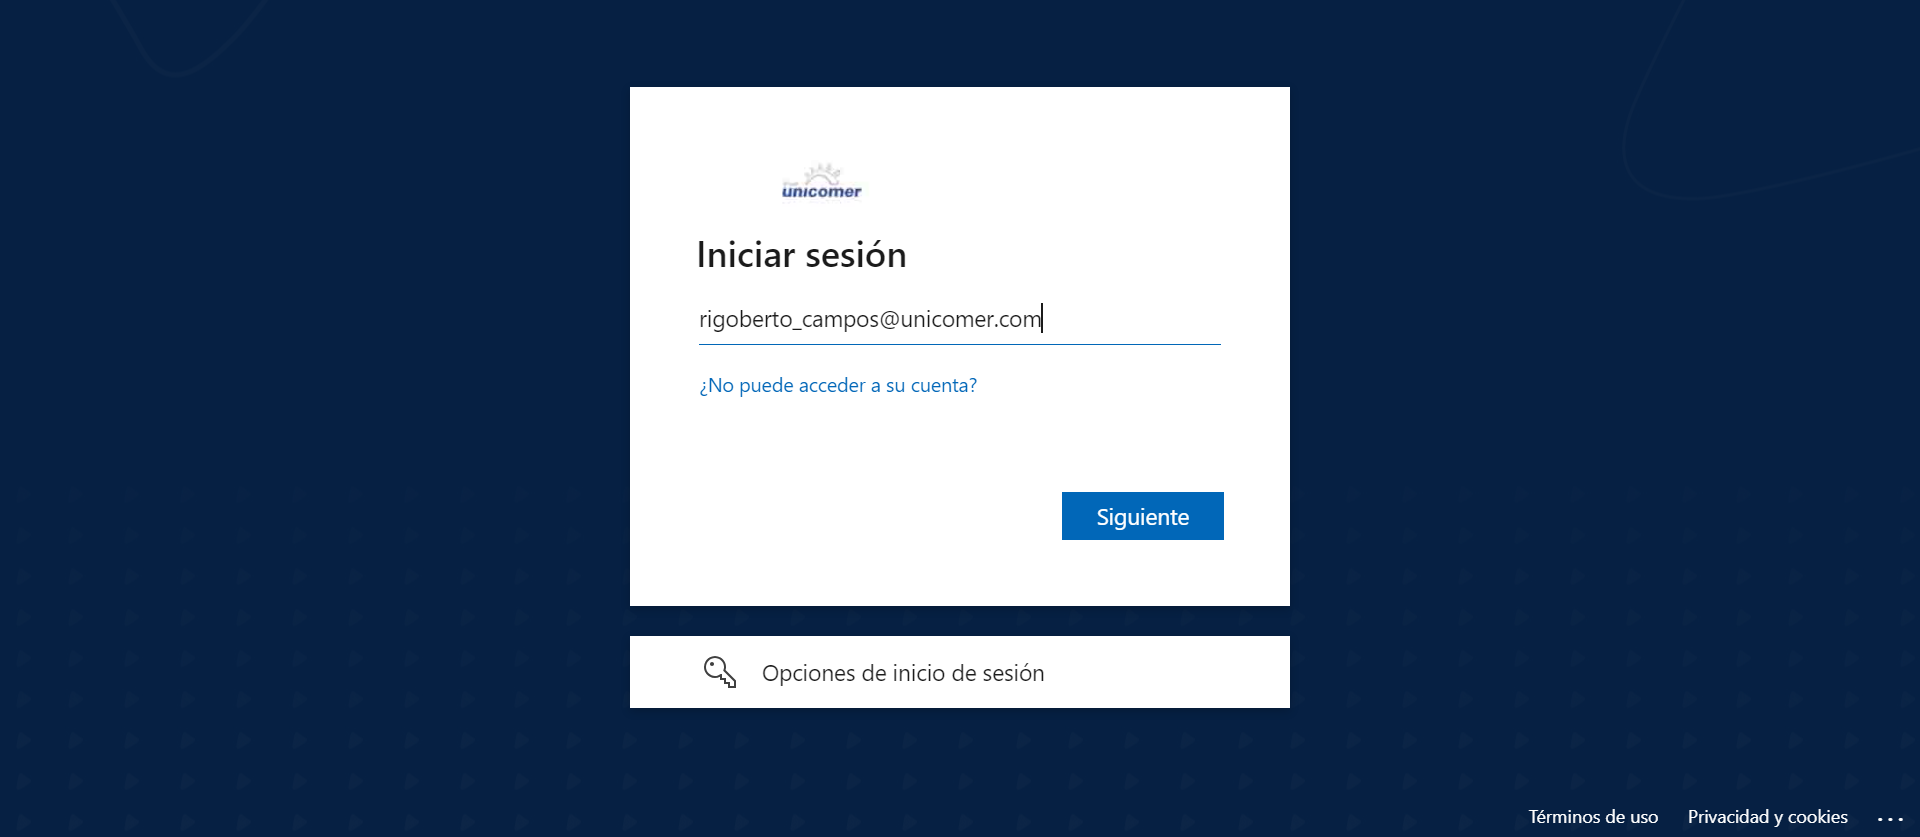 unicomer
Iniciar sesión
rigoberto_campos@unicomer.com
¿No puede acceder a su cuenta?
Siguiente
Opciones de inicio de sesión
Términos de uso Privacidad y cookies ...